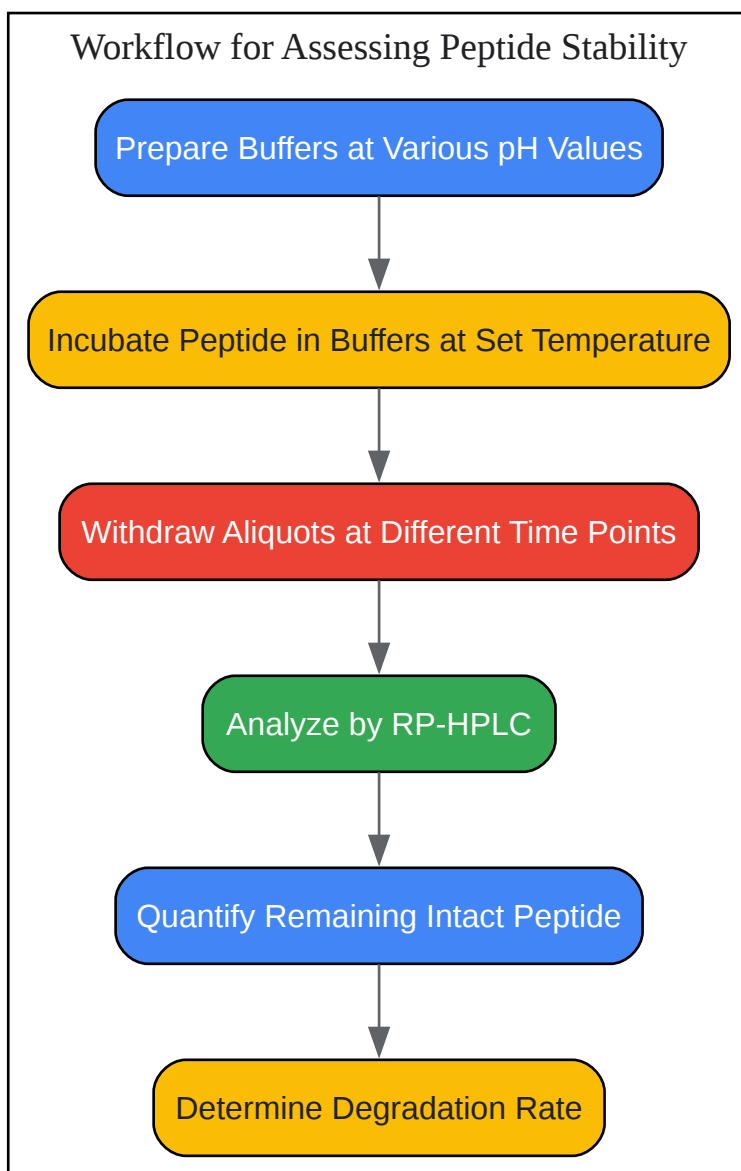 Workflow for Assessing Peptide Stability
Prepare Buffers at Various pH Values
Incubate Peptide in Buffers at Set Temperature
Withdraw Aliquots at Different Time Points
Analyze by RP-HPLC
Quantify Remaining Intact Peptide
Determine Degradation Rate